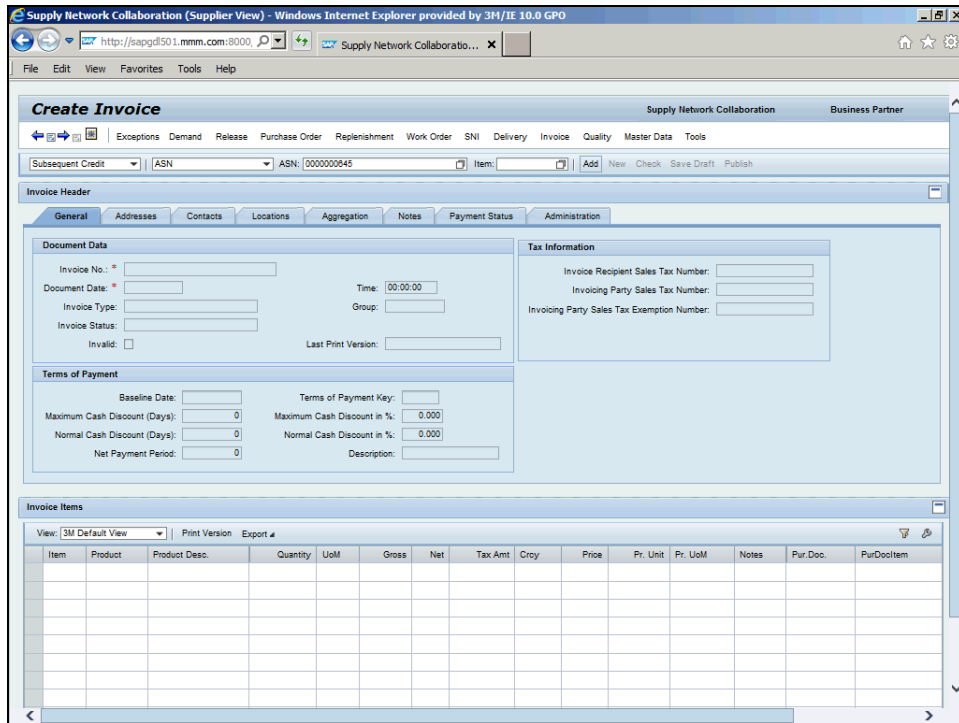 Supply Network Collaboration (Supplier View) - Windows Internet Explorer provided by 3M/IE 10.0 GPO
http://sapgdl501.mmm.com:8000, Supply Network Collaboratio...
File Edit View Favorites Tools Help
Create Invoice Supply Network Collaboration Business Partner
Exceptions Demand Release Purchase Order Replenishment Work Order SNI Delivery Invoice Quality Master Data Tools
Subsequent Credit ASN ASN: 0000000645 Item: Add New Check Save Draft Publish
Invoice Header
General Addresses Contacts Locations Aggregation Notes Payment Status Administration
Document Data
Invoice No.: *
Document Date: * Time: 00:00:00
Invoice Type: Group:
Invoice Status:
Invalid: Last Print Version:
Tax Information
Invoice Recipient Sales Tax Number:
Invoicing Party Sales Tax Number:
Invoicing Party Sales Tax Exemption Number:
Terms of Payment
Baseline Date: Terms of Payment Key:
Maximum Cash Discount (Days): 0 Maximum Cash Discount in %: 0.000
Normal Cash Discount (Days): 0 Normal Cash Discount in %: 0.000
Net Payment Period: 0 Description:
Invoice Items
View: 3M Default View Print Version Export
Item Product Product Desc. Quantity UoM Gross Net Tax Amt Crcy Price Pr. Unit Pr. UoM Notes Pur.Doc. PurDocItem